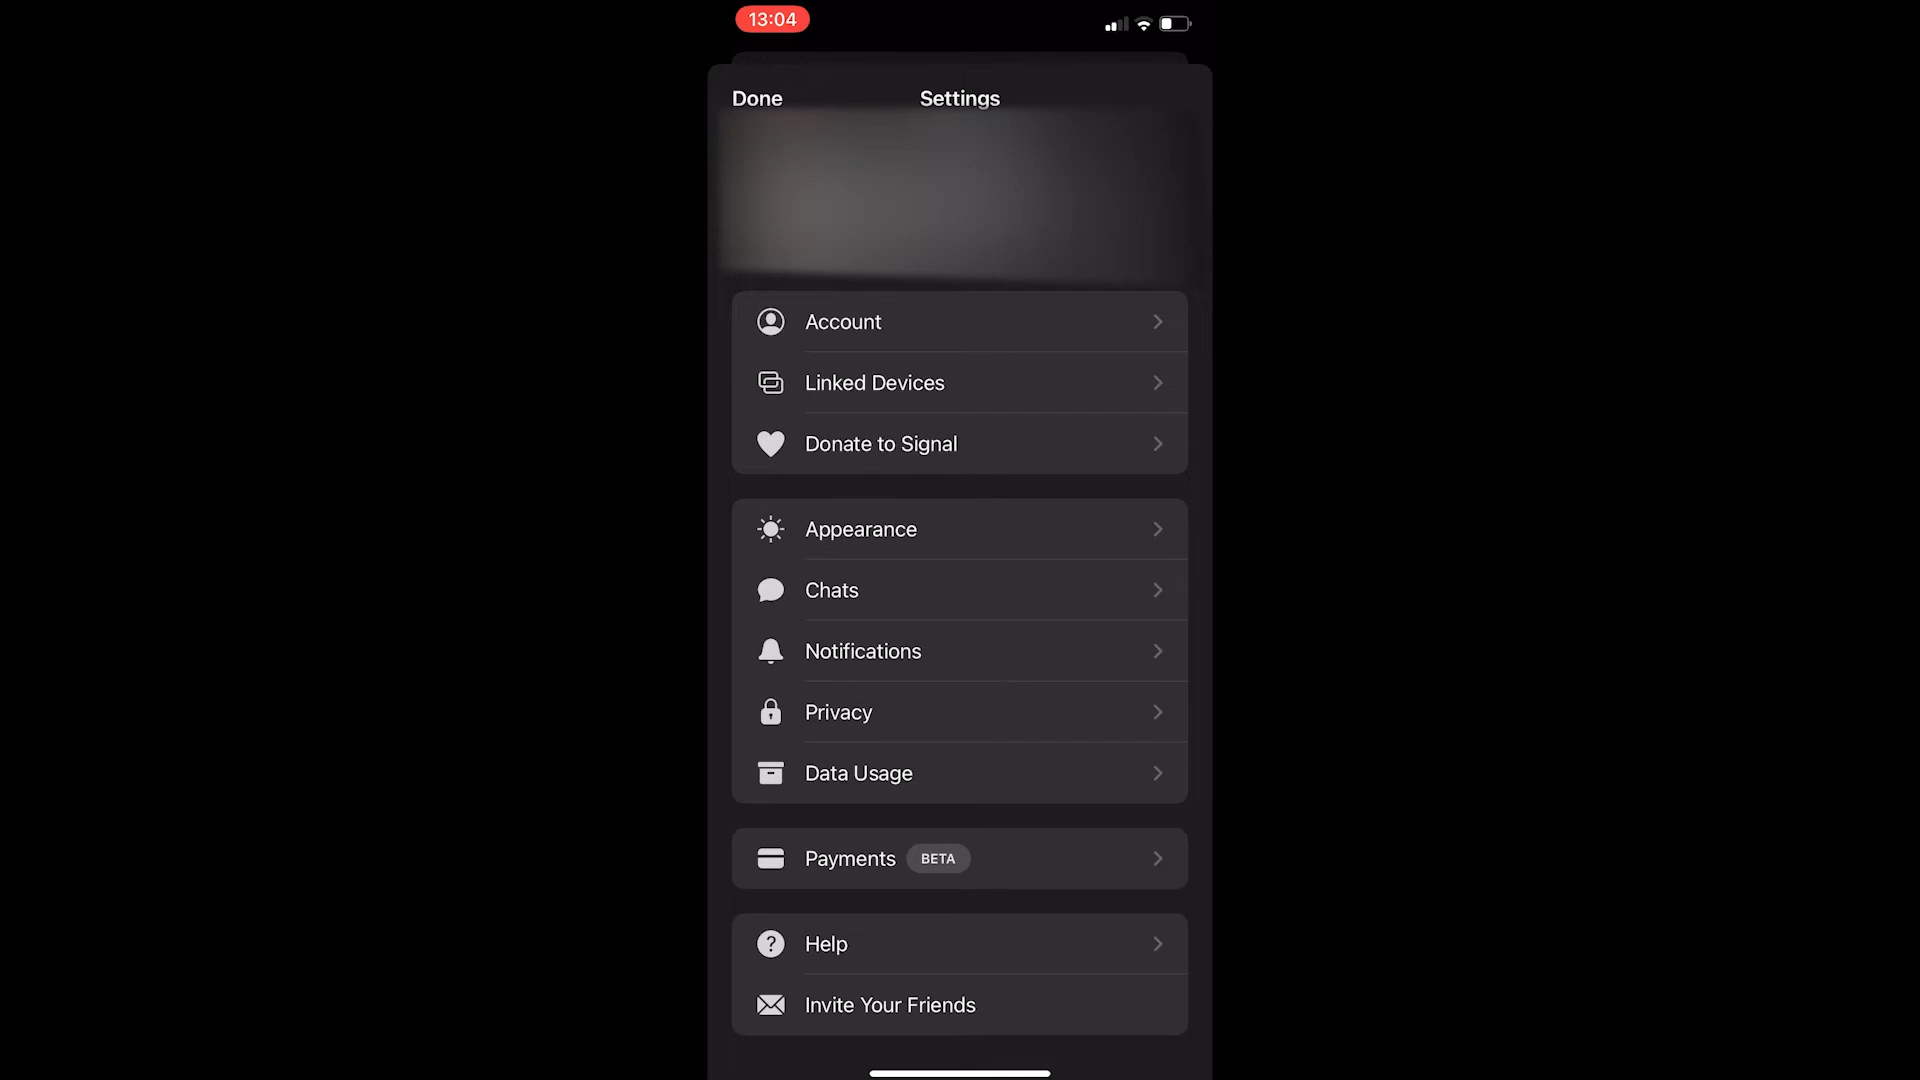 13:04
Done
Settings
Account
Linked Devices
Donate to Signal
Appearance
Chats
Notifications
Privacy
Data Usage
Payments BETA
Help
Invite Your Friends